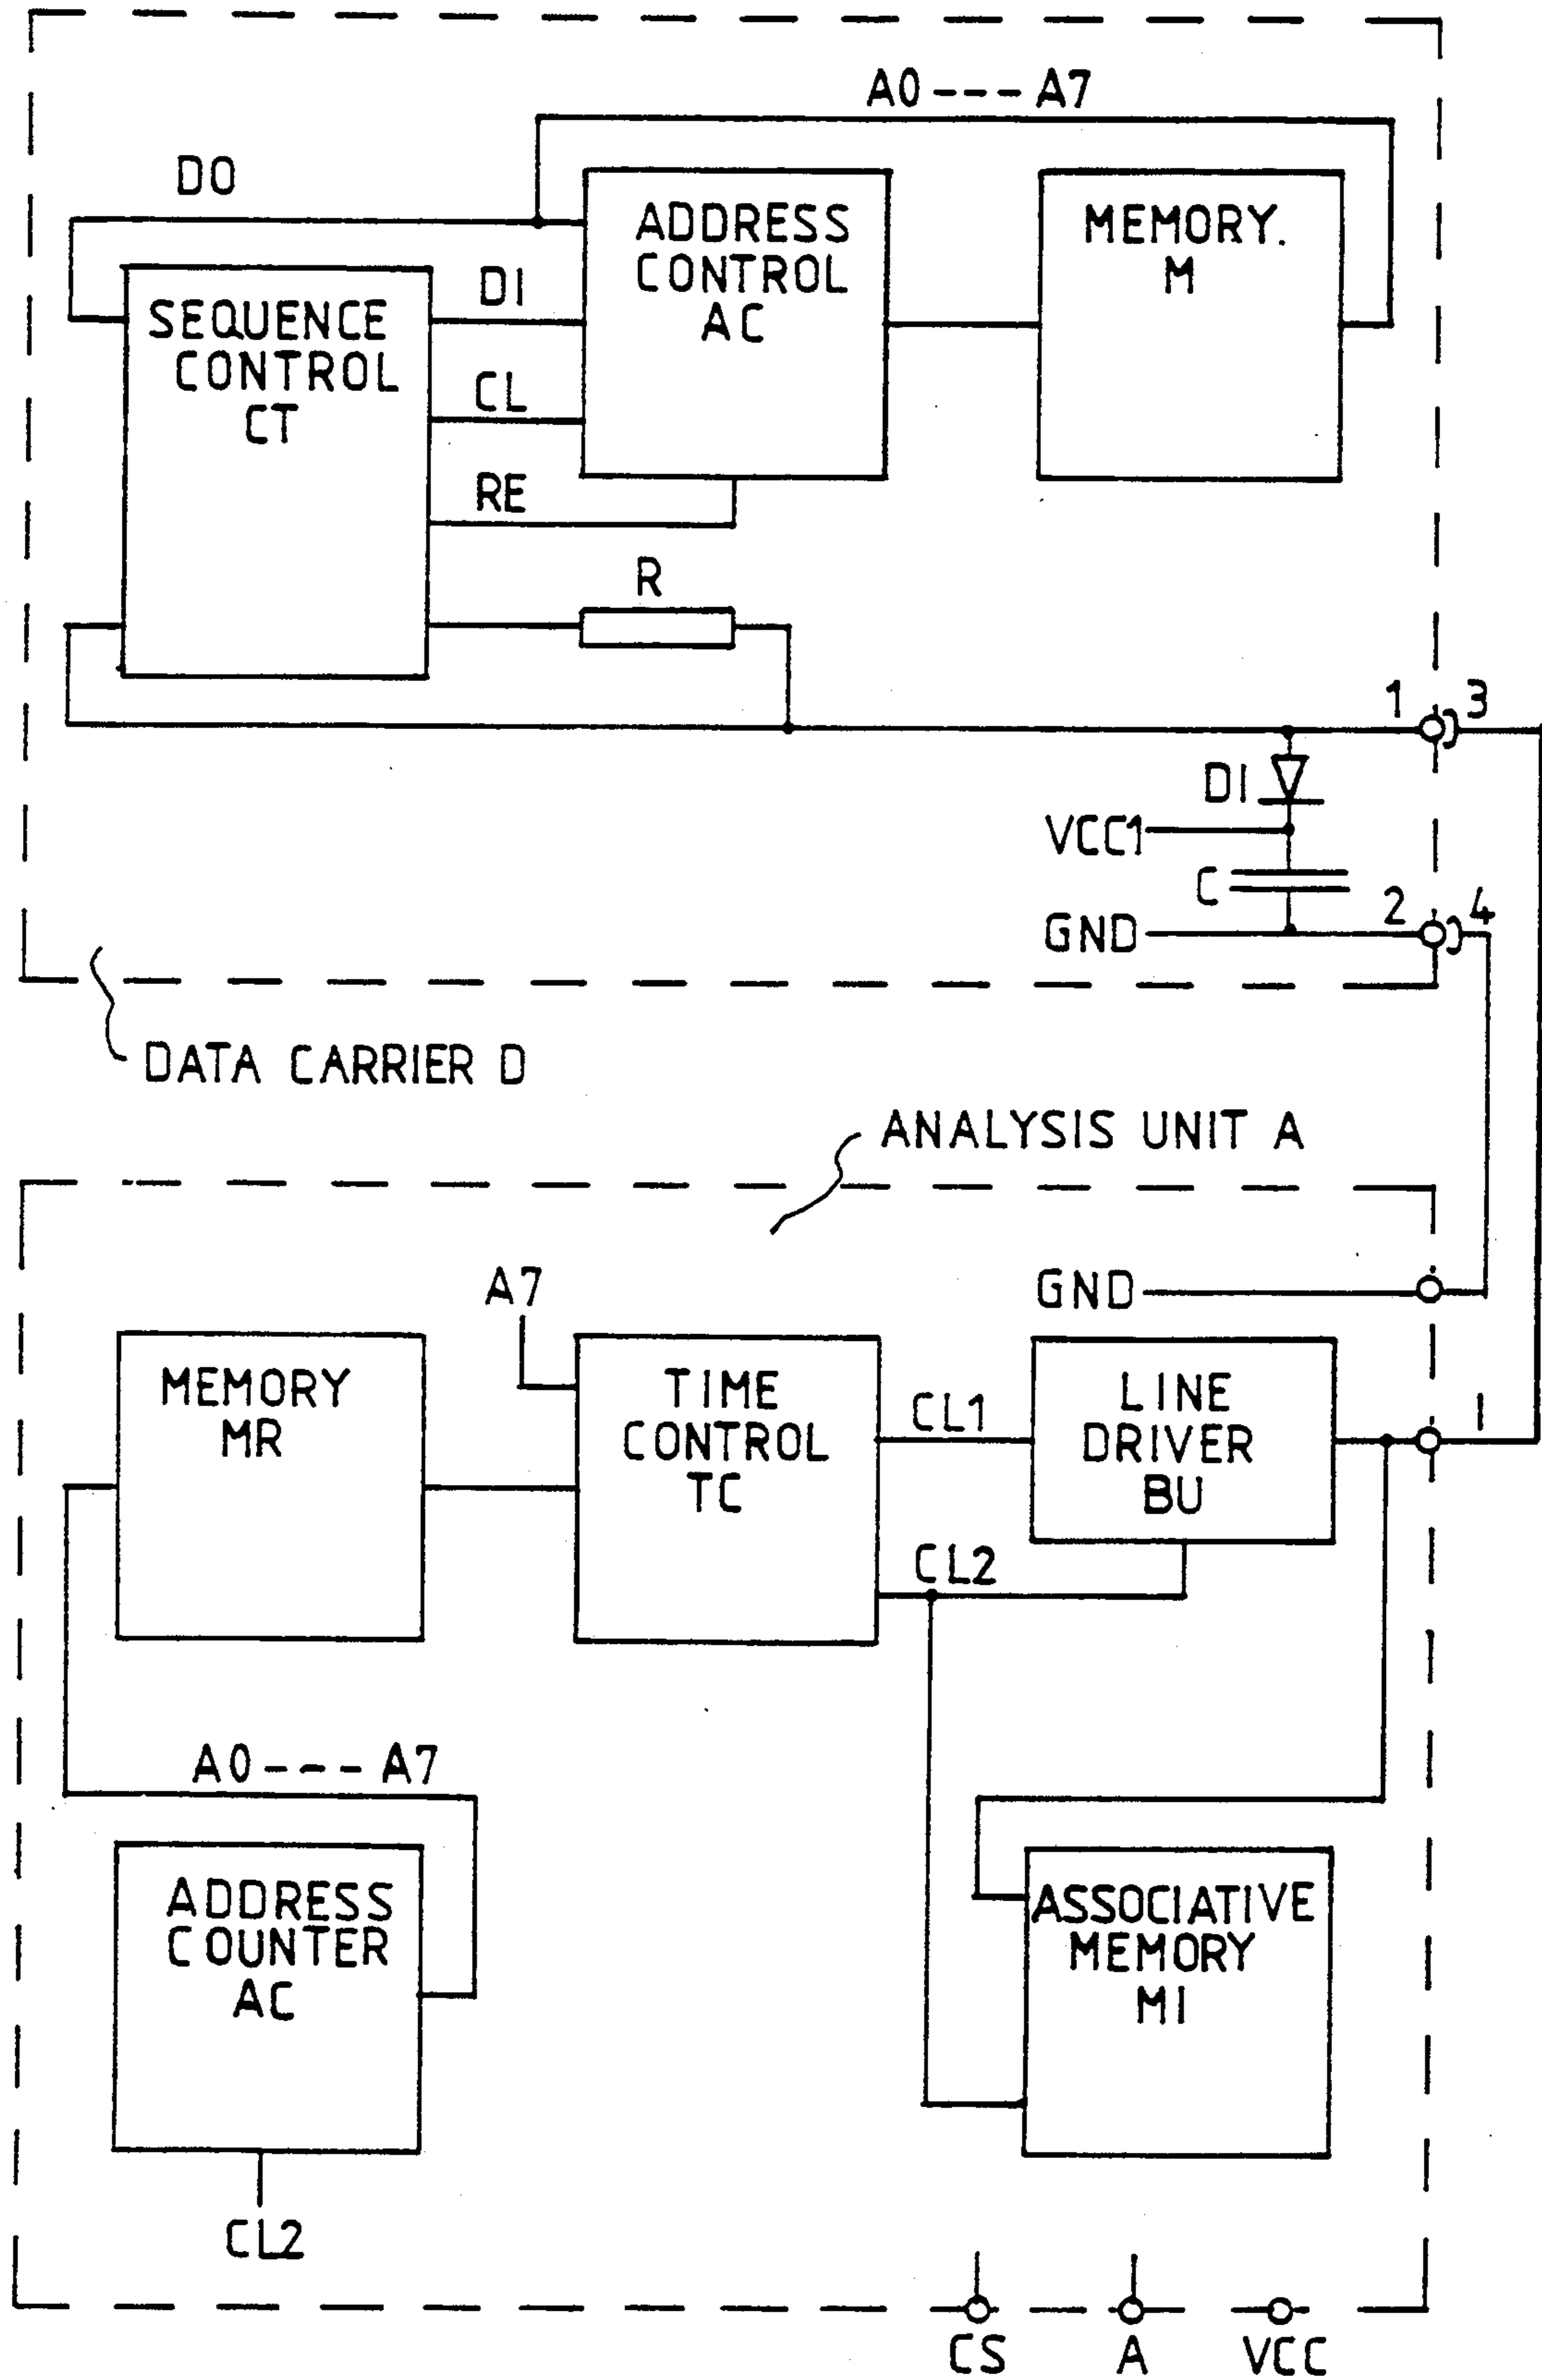 A0 --- A7
D0
ADDRESS
CONTROL
AC
MEMORY.
M
SEQUENCE
CONTROL
CT
DI
CL
RE
R
1
3
DI
VCC1
C
2
4
GND
DATA CARRIER D
ANALYSIS UNIT A
A7
GND
MEMORY
MR
TIME
CONTROL
TC
CL1
LINE
DRIVER
BU
I
CL2
A0 --- A7
ADDRESS
COUNTER
AC
ASSOCIATIVE
MEMORY
MI
CL2
CS
A
VCC